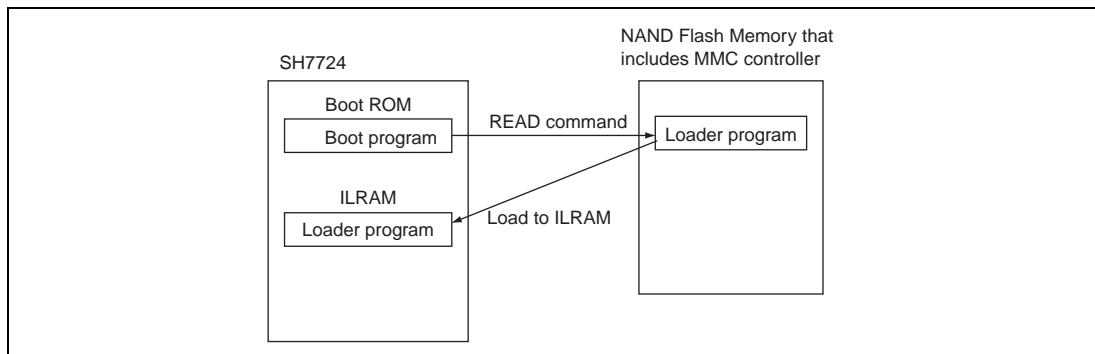 NAND Flash Memory that
includes MMC controller
SH7724
Boot ROM
Boot program
READ command
Loader program
ILRAM
Loader program
Load to ILRAM